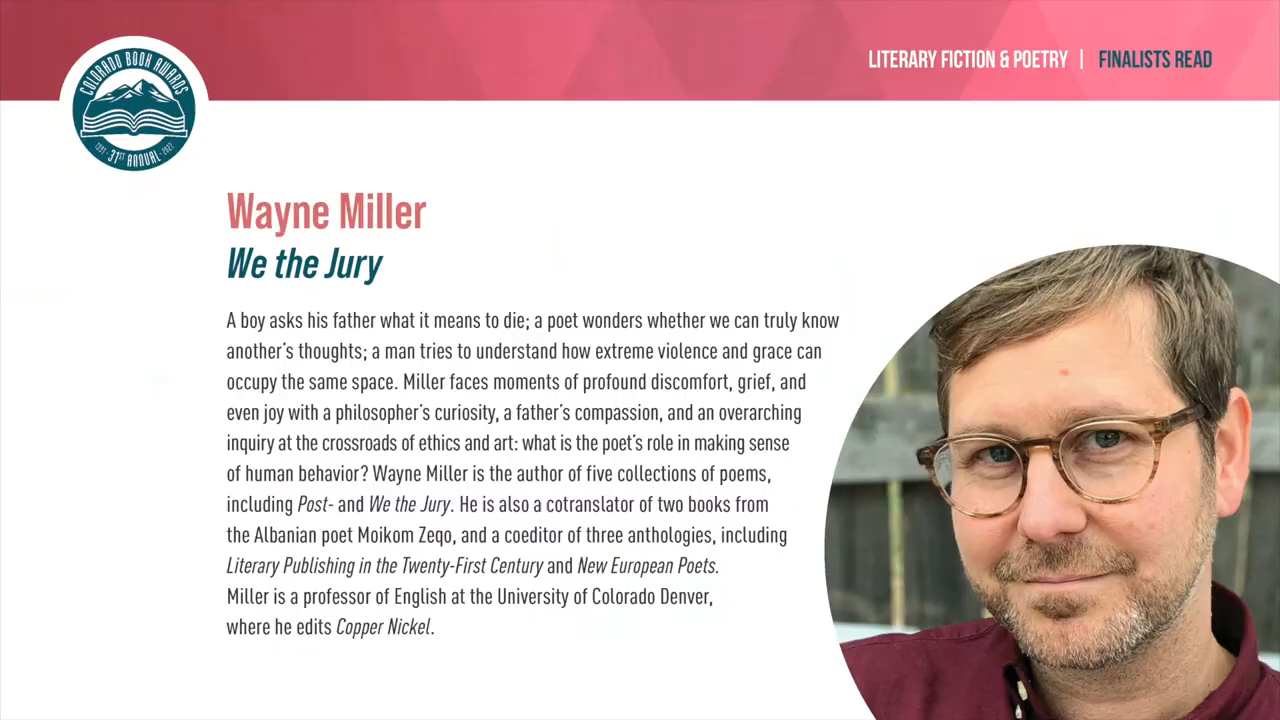 COLORADO BOOK AWARDS
31ST ANNUAL
LITERARY FICTION & POETRY | FINALISTS READ
Wayne Miller
We the Jury
A boy asks his father what it means to die; a poet wonders whether we can truly know
another's thoughts; a man tries to understand how extreme violence and grace can
occupy the same space. Miller faces moments of profound discomfort, grief, and
even joy with a philosopher's curiosity, a father's compassion, and an overarching
inquiry at the crossroads of ethics and art: what is the poet's role in making sense
of human behavior? Wayne Miller is the author of five collections of poems,
including Post- and We the Jury. He is also a cotranslator of two books from
the Albanian poet Moikom Zeqo, and a coeditor of three anthologies, including
Literary Publishing in the Twenty-First Century and New European Poets.
Miller is a professor of English at the University of Colorado Denver,
where he edits Copper Nickel.